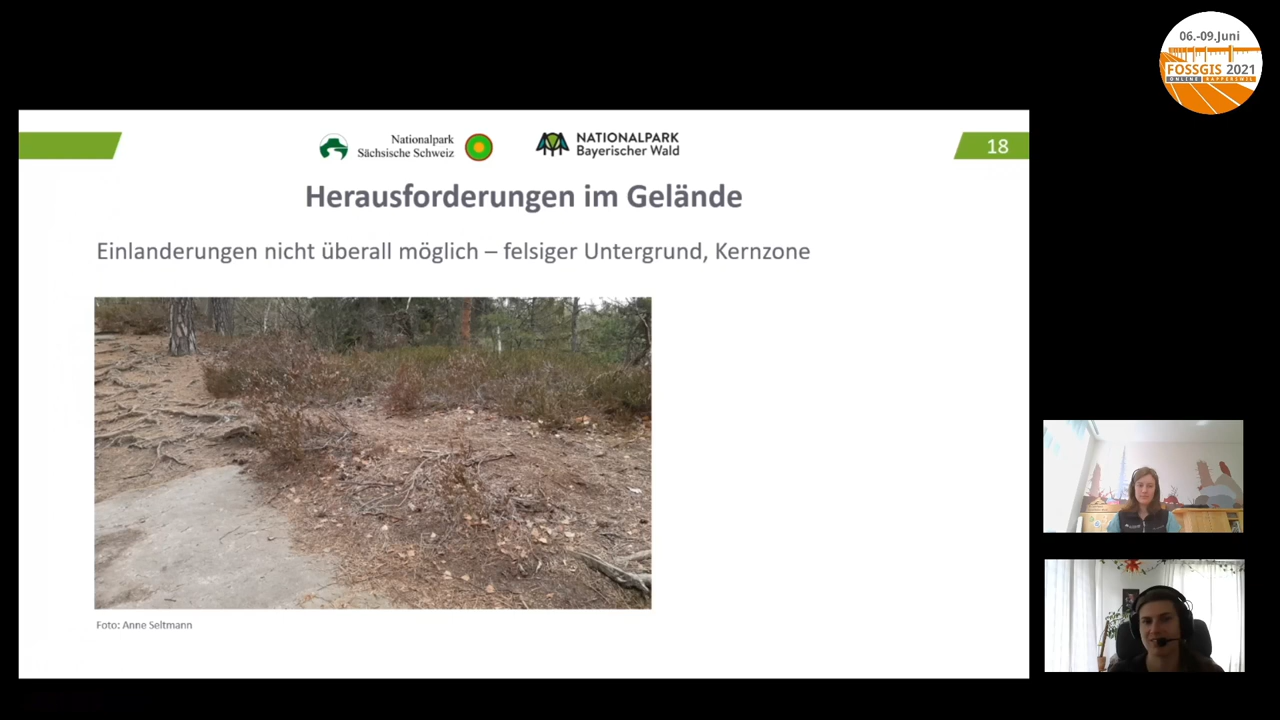 06.-09.Juni
FOSSGIS 2021
ONLINE RAPPERSWIL
Nationalpark
Sächsische Schweiz
NATIONALPARK
Bayerischer Wald
18
Herausforderungen im Gelände
Einlanderungen nicht überall möglich – felsiger Untergrund, Kernzone
Foto: Anne Seltmann